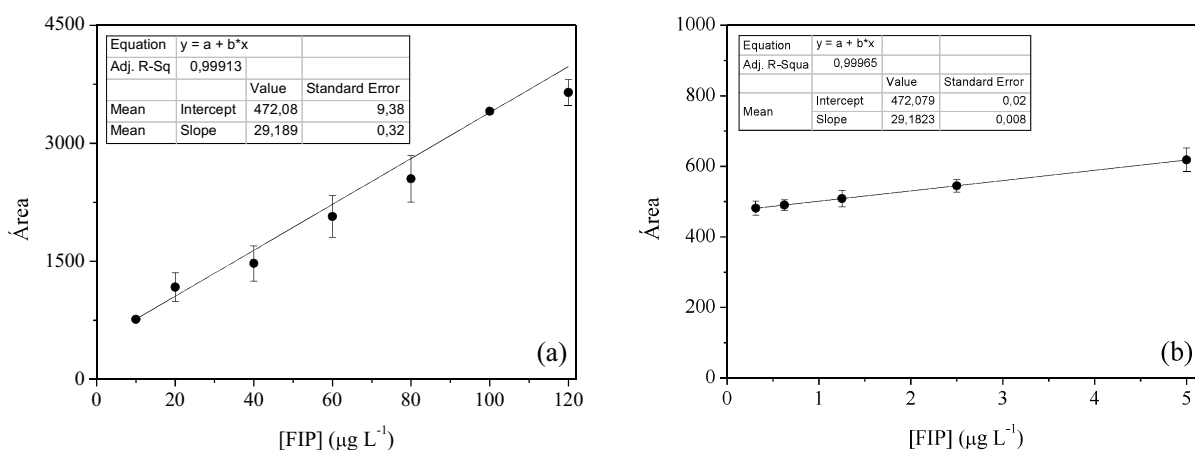 4500
3000
1500
0
Área
Equation y = a + b*x
Adj. R-Sq 0,99913
Value Standard Error
Mean Intercept 472,08 9,38
Mean Slope 29,189 0,32
(a)
0 20 40 60 80 100 120
[FIP] (μg L-1)
1000
800
600
400
200
0
Área
Equation y = a + b*x
Adj. R-Squa 0,99965
Value Standard Error
Mean Intercept 472,079 0,02
Slope 29,1823 0,008
(b)
0 1 2 3 4 5
[FIP] (μg L-1)